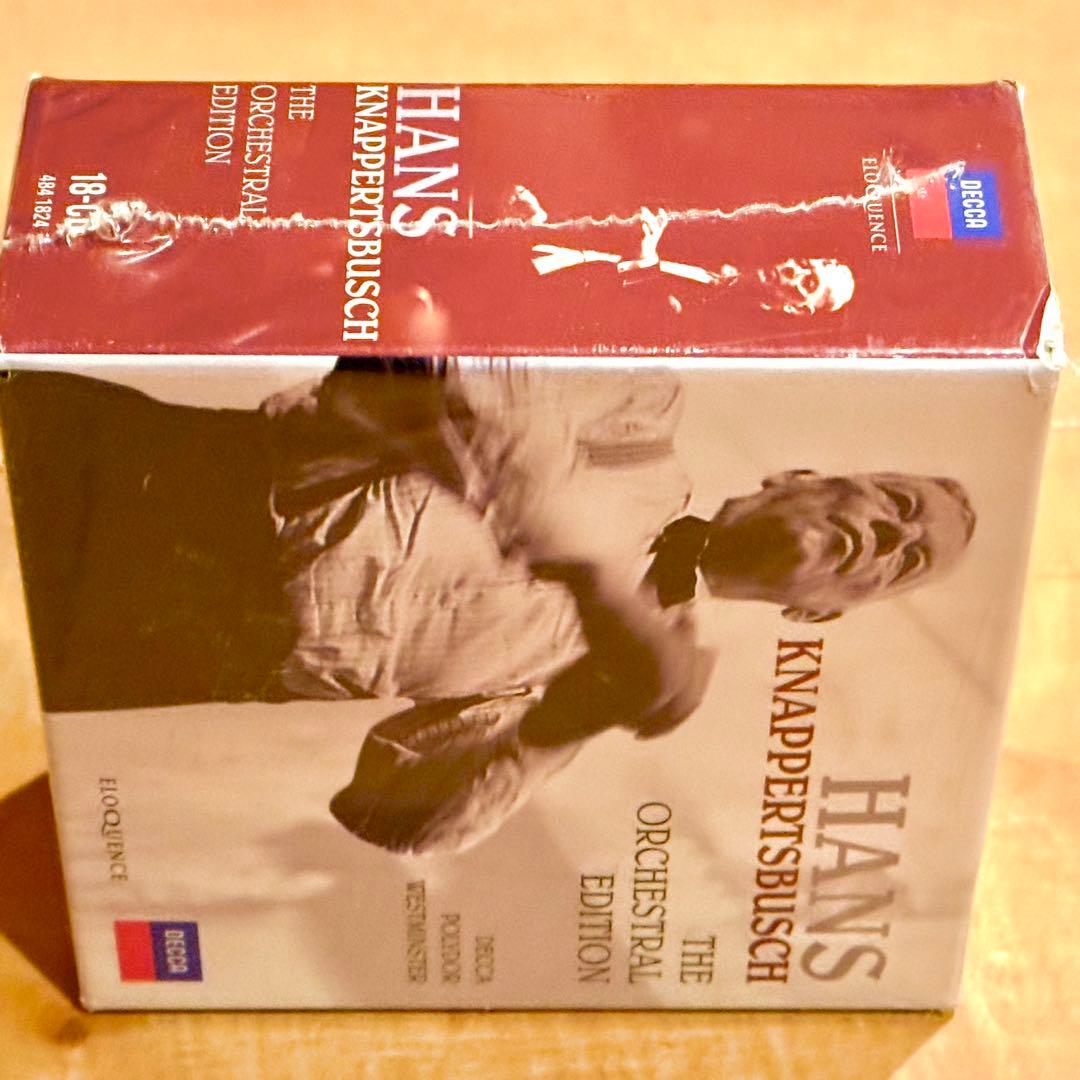 HANS
KNAPPERTSBUSCH
THE
ORCHESTRAL
EDITION
18-CD
484 1824
DECCA
ELOQUENCE
HANS
KNAPPERTSBUSCH
THE
ORCHESTRAL
EDITION
DECCA
POLYDOR
WESTMINSTER
ELOQUENCE
DECCA